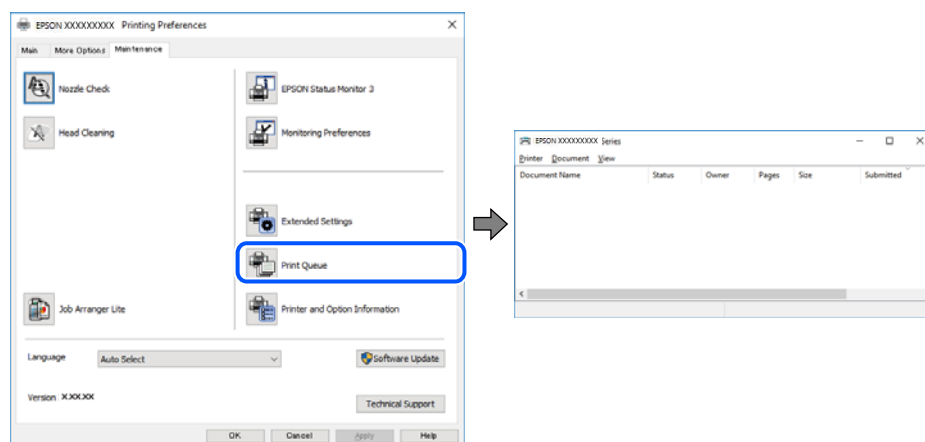 EPSON XXXXXXXXX Printing Preferences
Main More Options Maintenance
Nozzle Check
EPSON Status Monitor 3
Head Cleaning
Monitoring Preferences
Extended Settings
Print Queue
Job Arranger Lite
Printer and Option Information
Language Auto Select
Software Update
Version X.XX.XX
Technical Support
OK Cancel Apply Help
EPSON XXXXXXXXX Series
Printer Document View
Document Name Status Owner Pages Size Submitted